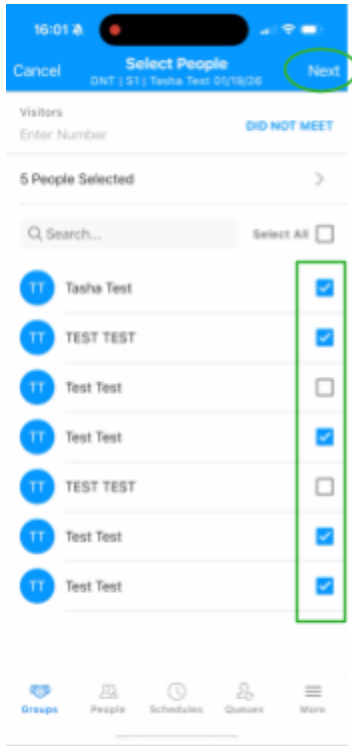 16:01
Cancel
Select People
Next
DNT | S1 | Tasha Test 01/19/26
Visitors
Enter Number
DID NOT MEET
5 People Selected
Search...
Select All
TT Tasha Test
TT TEST TEST
TT Test Test
TT Test Test
TT TEST TEST
TT Test Test
TT Test Test
Groups
People
Schedules
Queues
More